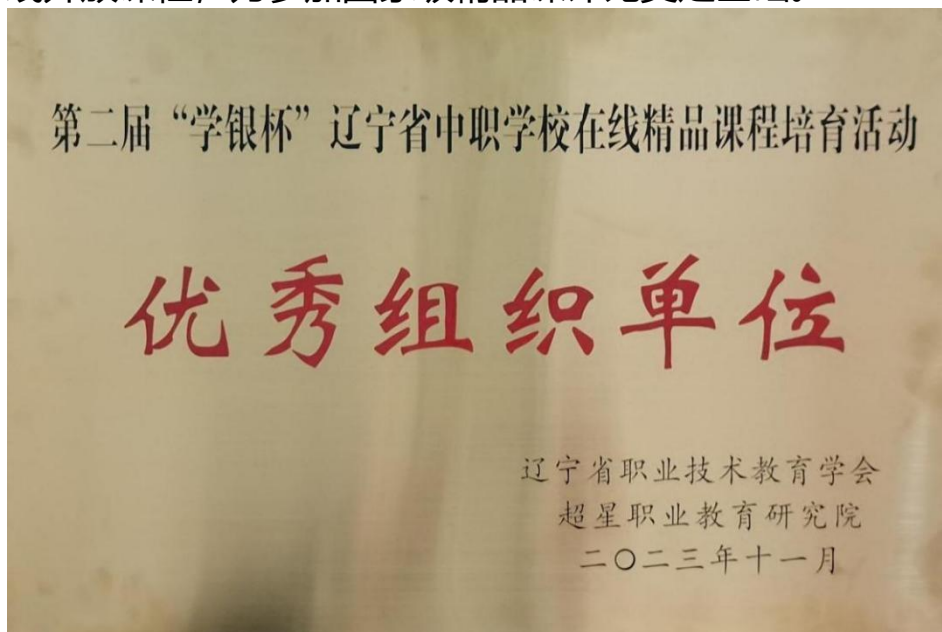 第二届“学银杯”辽宁省中职学校在线精品课程培育活动
优秀组织单位
辽宁省职业技术教育学会
超星职业教育研究院
二〇二三年十一月